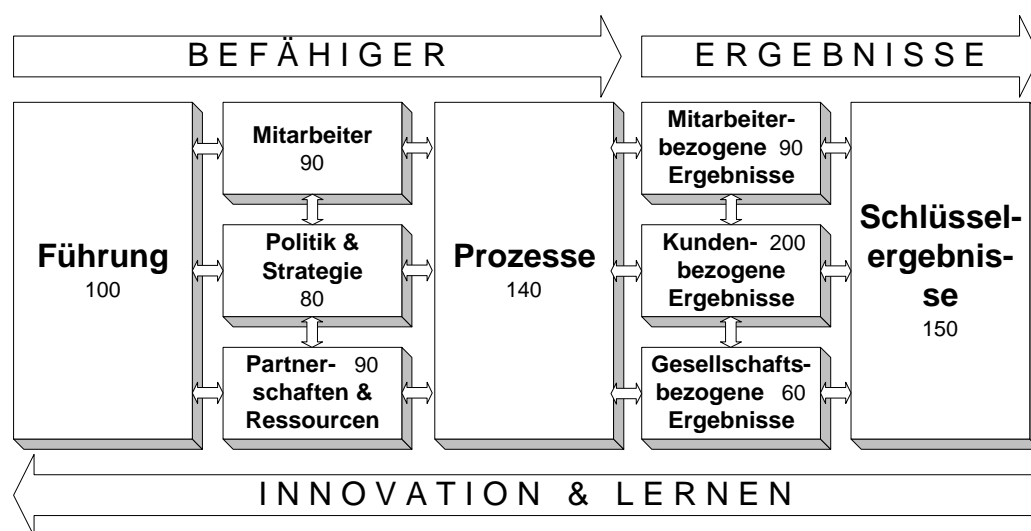 BEFÄHIGER
ERGEBNISSE
Führung
100
Mitarbeiter
90
Politik &
Strategie
80
Partner- 90
schaften &
Ressourcen
Prozesse
140
Mitarbeiter-
bezogene 90
Ergebnisse
Kunden- 200
bezogene
Ergebnisse
Gesellschafts-
bezogene 60
Ergebnisse
Schlüssel-
ergebnis-
se
150
INNOVATION & LERNEN